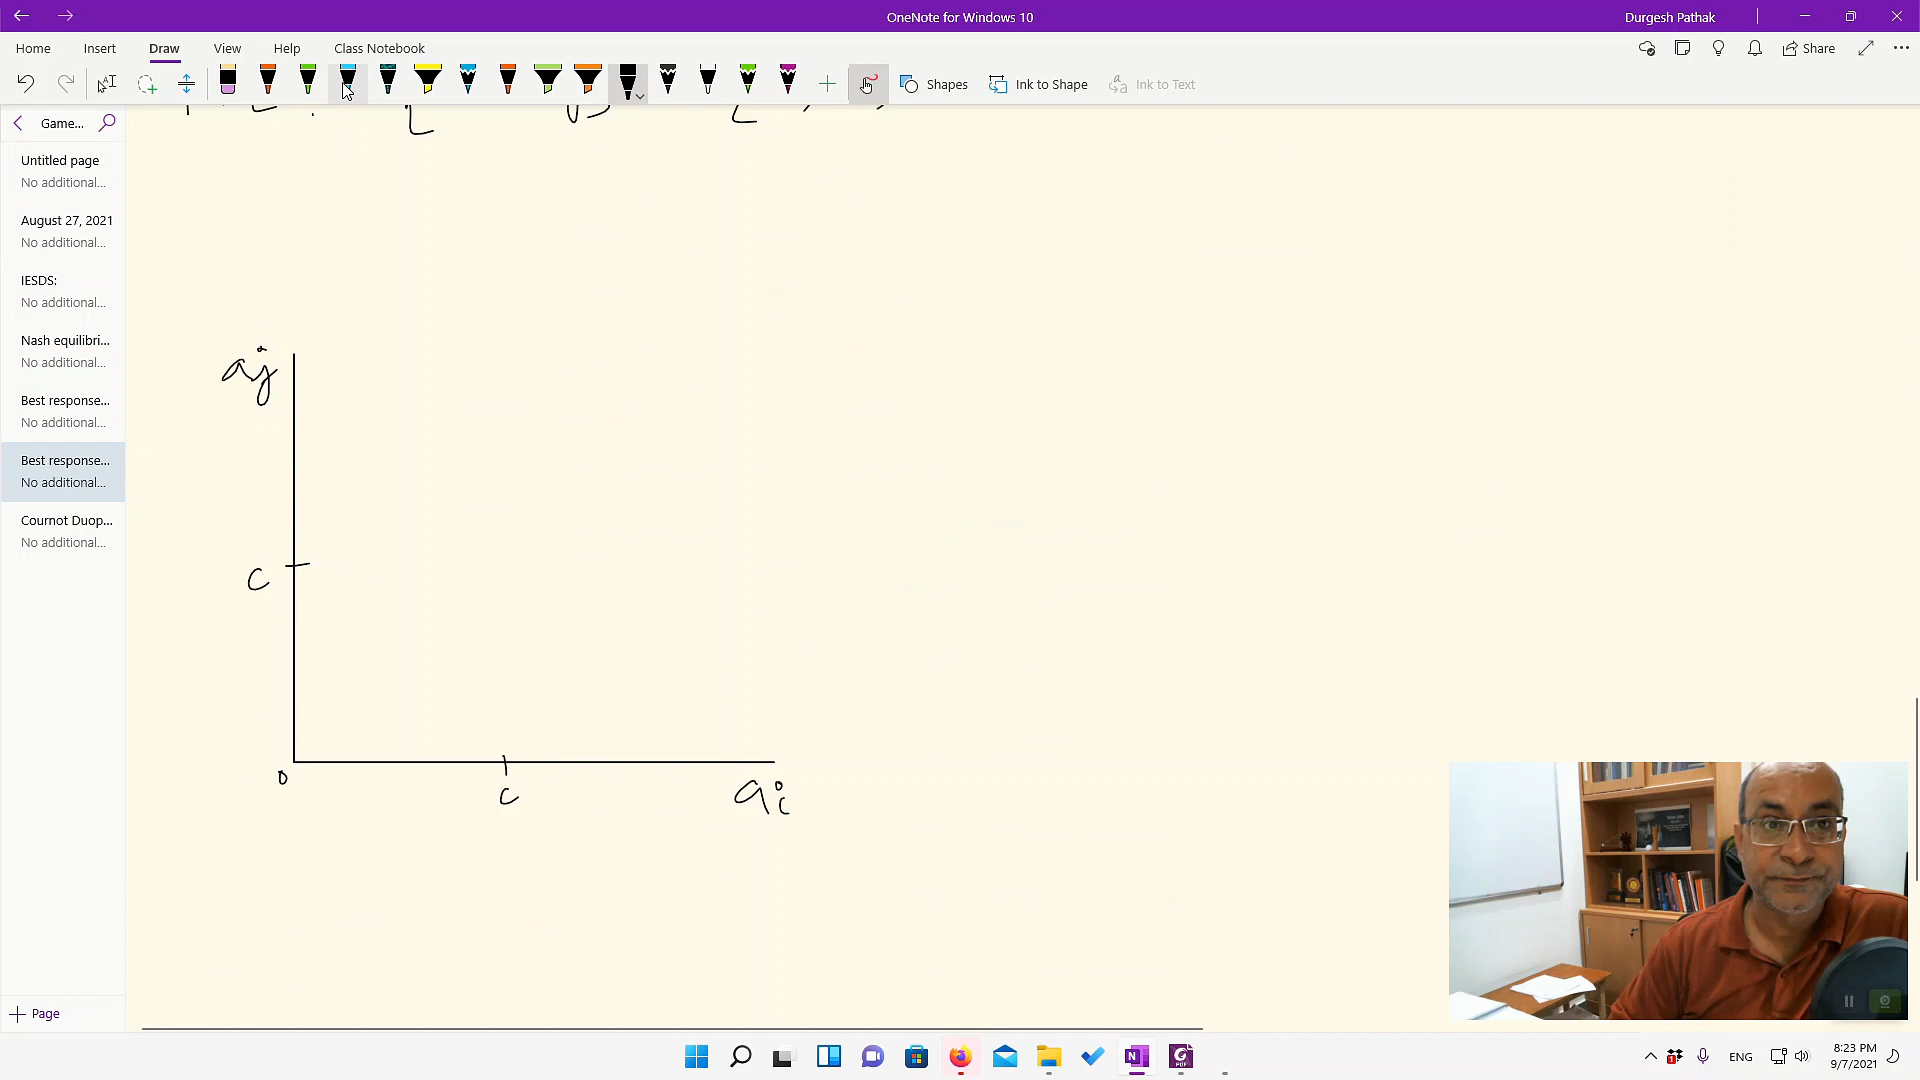 OneNote for Windows 10
Durgesh Pathak
Home Insert Draw View Help Class Notebook
Share
Shapes
Ink to Shape
Ink to Text
Game...
Untitled page
No additional...
August 27, 2021
No additional...
IESDS:
No additional...
Nash equilibri...
No additional...
Best response...
No additional...
Best response...
No additional...
Cournot Duop...
No additional...
Page
aj
c
0
c
ai
ENG
8:23 PM
9/7/2021